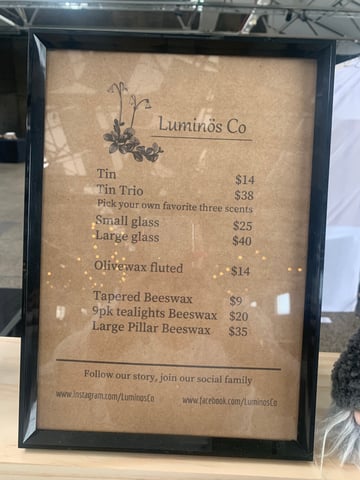 Luminös Co
Tin $14
Tin Trio $38
Pick your own favorite three scents
Small glass $25
Large glass $40
Olivewax fluted $14
Tapered Beeswax $9
9pk tealights Beeswax $20
Large Pillar Beeswax $35
Follow our story, join our social family
www.instagram.com/LuminosCo www.facebook.com/LuminosCo